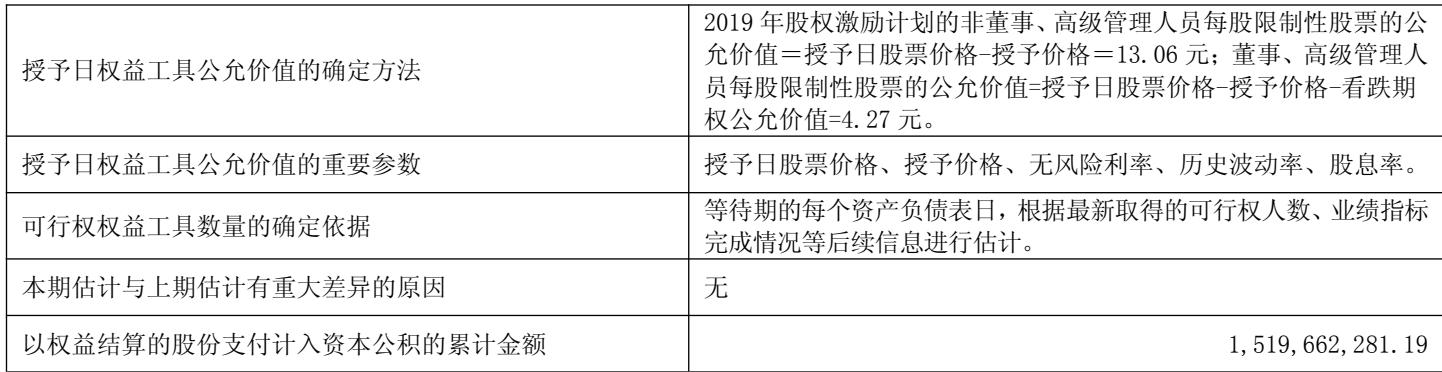 授予日权益工具公允价值的确定方法
2019 年股权激励计划的非董事、高级管理人员每股限制性股票的公
允价值＝授予日股票价格-授予价格＝13.06 元；董事、高级管理人
员每股限制性股票的公允价值=授予日股票价格-授予价格-看跌期
权公允价值=4.27 元。
授予日权益工具公允价值的重要参数
授予日股票价格、授予价格、无风险利率、历史波动率、股息率。
可行权权益工具数量的确定依据
等待期的每个资产负债表日，根据最新取得的可行权人数、业绩指标
完成情况等后续信息进行估计。
本期估计与上期估计有重大差异的原因
无
以权益结算的股份支付计入资本公积的累计金额
1,519,662,281.19